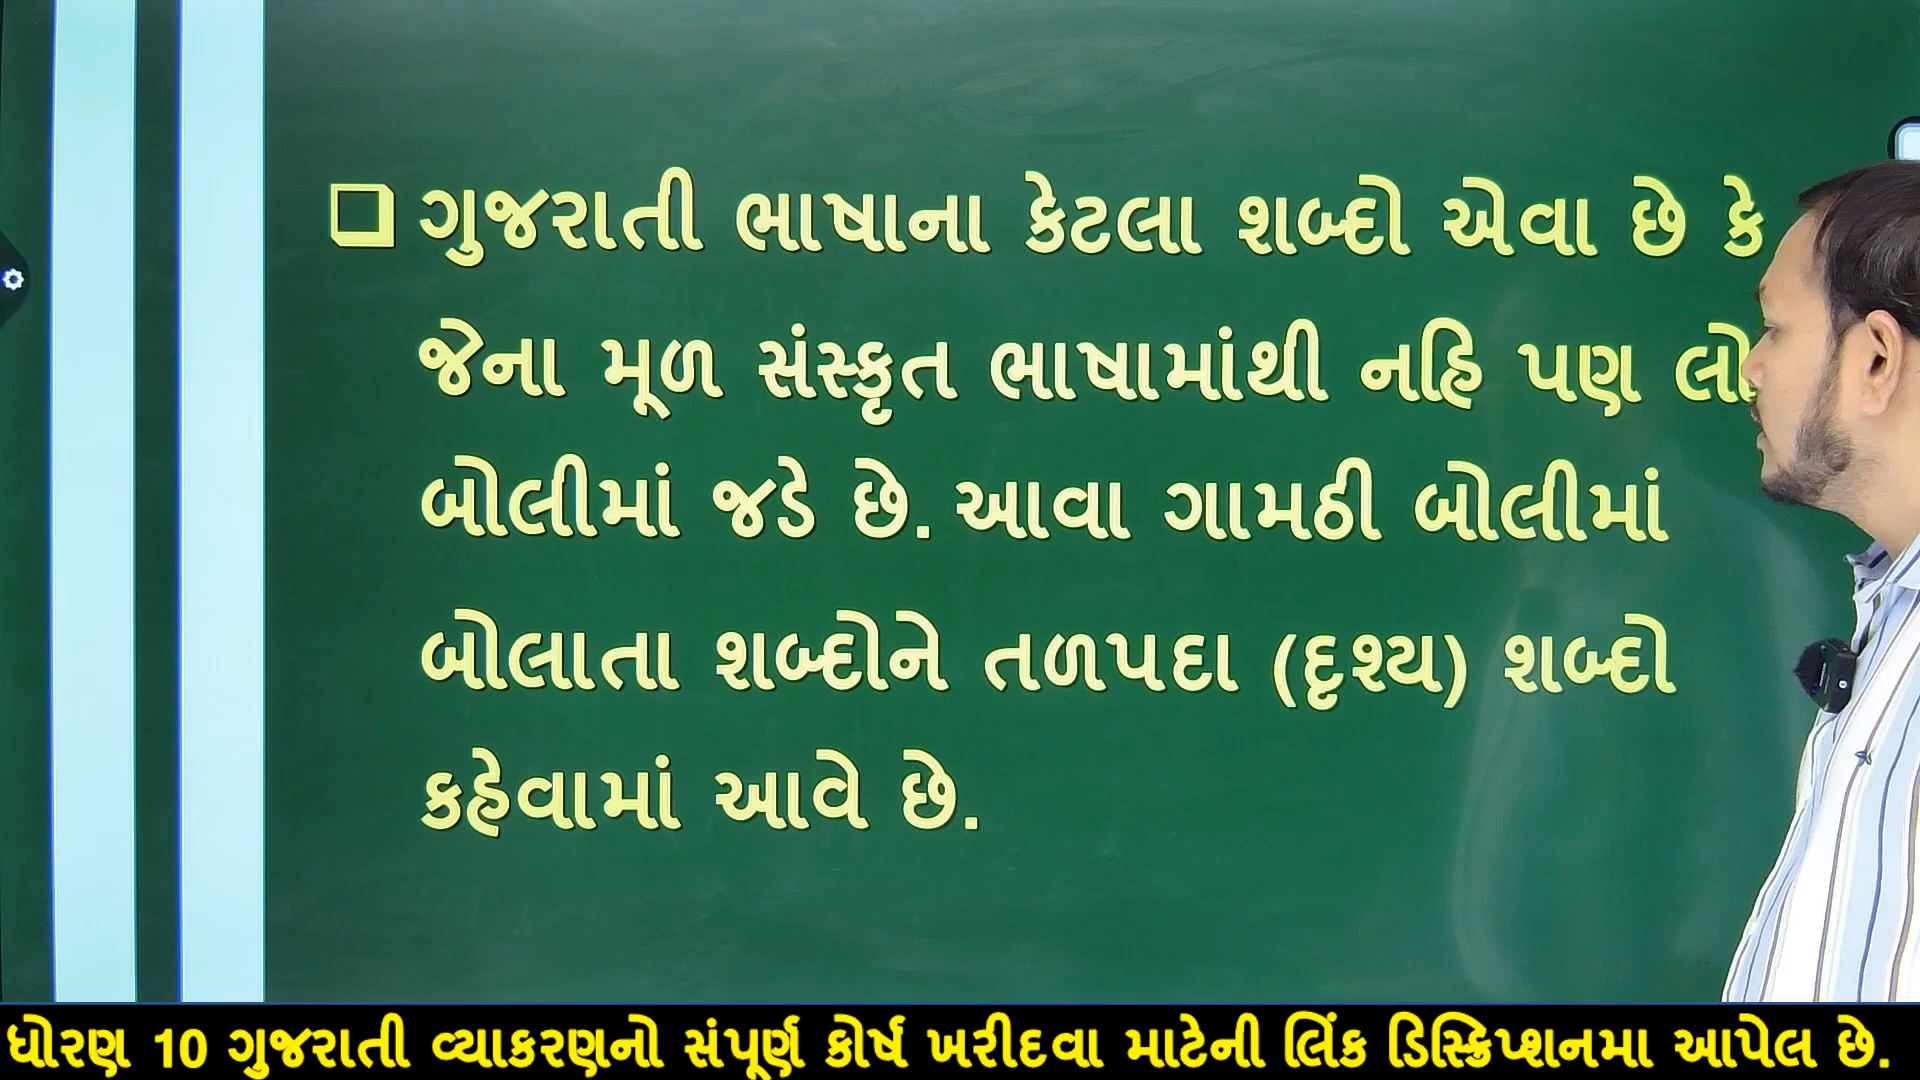 ગુજરાતી ભાષાના કેટલા શબ્દો એવા છે કે
જેના મૂળ સંસ્કૃત ભાષામાંથી નહિ પણ
બોલીમાં જડે છે. આવા ગામઠી બોલીમાં
બોલાતા શબ્દોને તળપદા (દૃશ્ય) શબ્દો
કહેવામાં આવે છે.
ધોરણ 10 ગુજરાતી વ્યાકરણનો સંપૂર્ણ કોર્ષ ખરીદવા માટેની લિંક ડિસ્ક્રિપ્શનમા આપેલ છે.